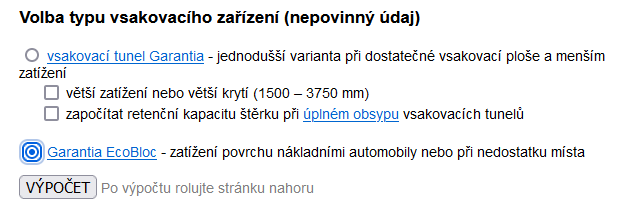 Volba typu vsakovacího zařízení (nepovinný údaj)
vsakovací tunel Garantia - jednodušší varianta při dostatečné vsakovací ploše a menším
zatížení
větší zatížení nebo větší krytí (1500 – 3750 mm)
započítat retenční kapacitu štěrku při úplném obsypu vsakovacích tunelů
Garantia EcoBloc - zatížení povrchu nákladními automobily nebo při nedostatku místa
VÝPOČET Po výpočtu rolujte stránku nahoru